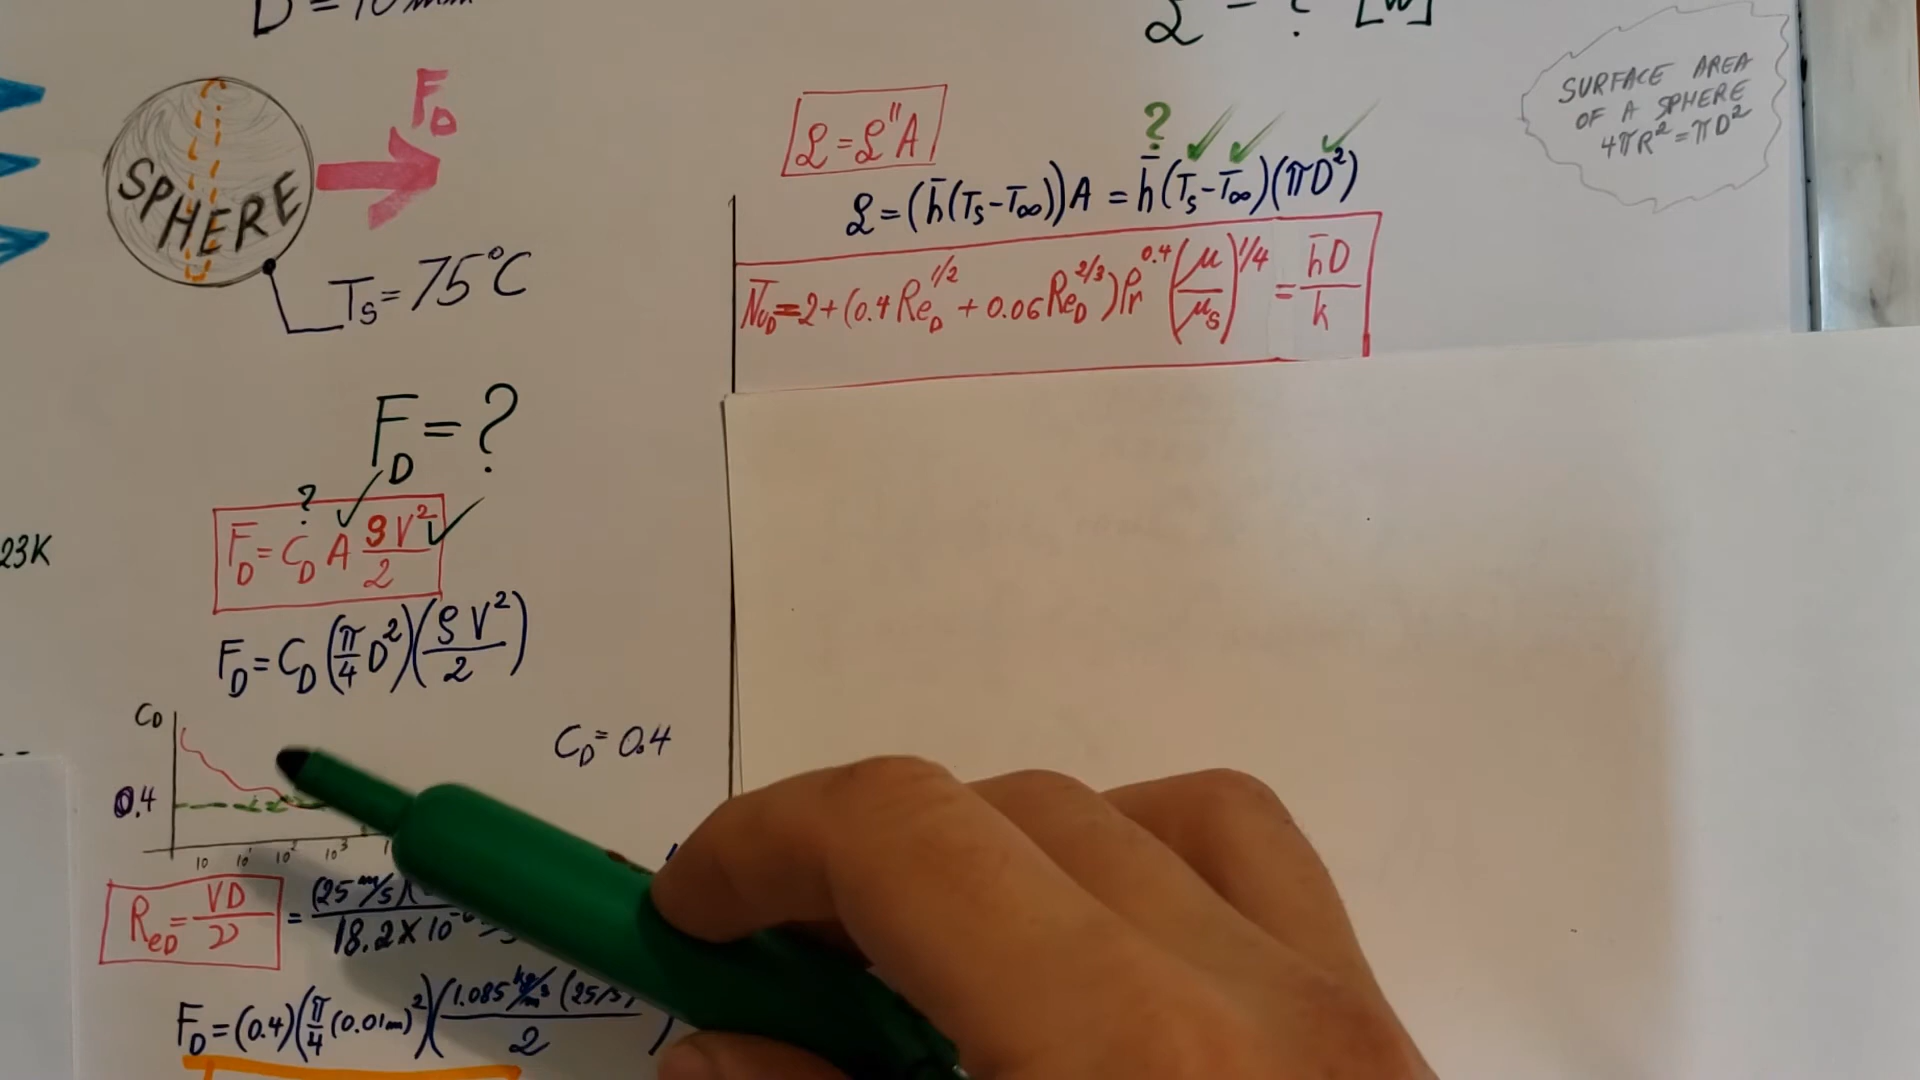 D = 10 mm
q = ? [W]
SURFACE AREA
OF A SPHERE
4πR² = πD²
F_D
SPHERE
T_S = 75°C
q = q"A
?
q = (h̄(T_S - T_∞))A = h̄(T_S - T_∞)(πD²)
N̄u_D = 2 + (0.4 Re_D^1/2 + 0.06 Re_D^2/3) Pr^0.4 (μ/μ_S)^1/4 = h̄D/k
F_D = ?
?
F_D = C_D A ρV²/2
23K
F_D = C_D (π/4 D²)(ρV²/2)
C_D
C_D = 0.4
0.4
10 10¹ 10² 10³
Re_D = VD/ν = (25 m/s)( / 18.2 × 10⁻⁶
F_D = (0.4)(π/4 (0.01m)²)(1.085 kg/m³ (25 / 2)